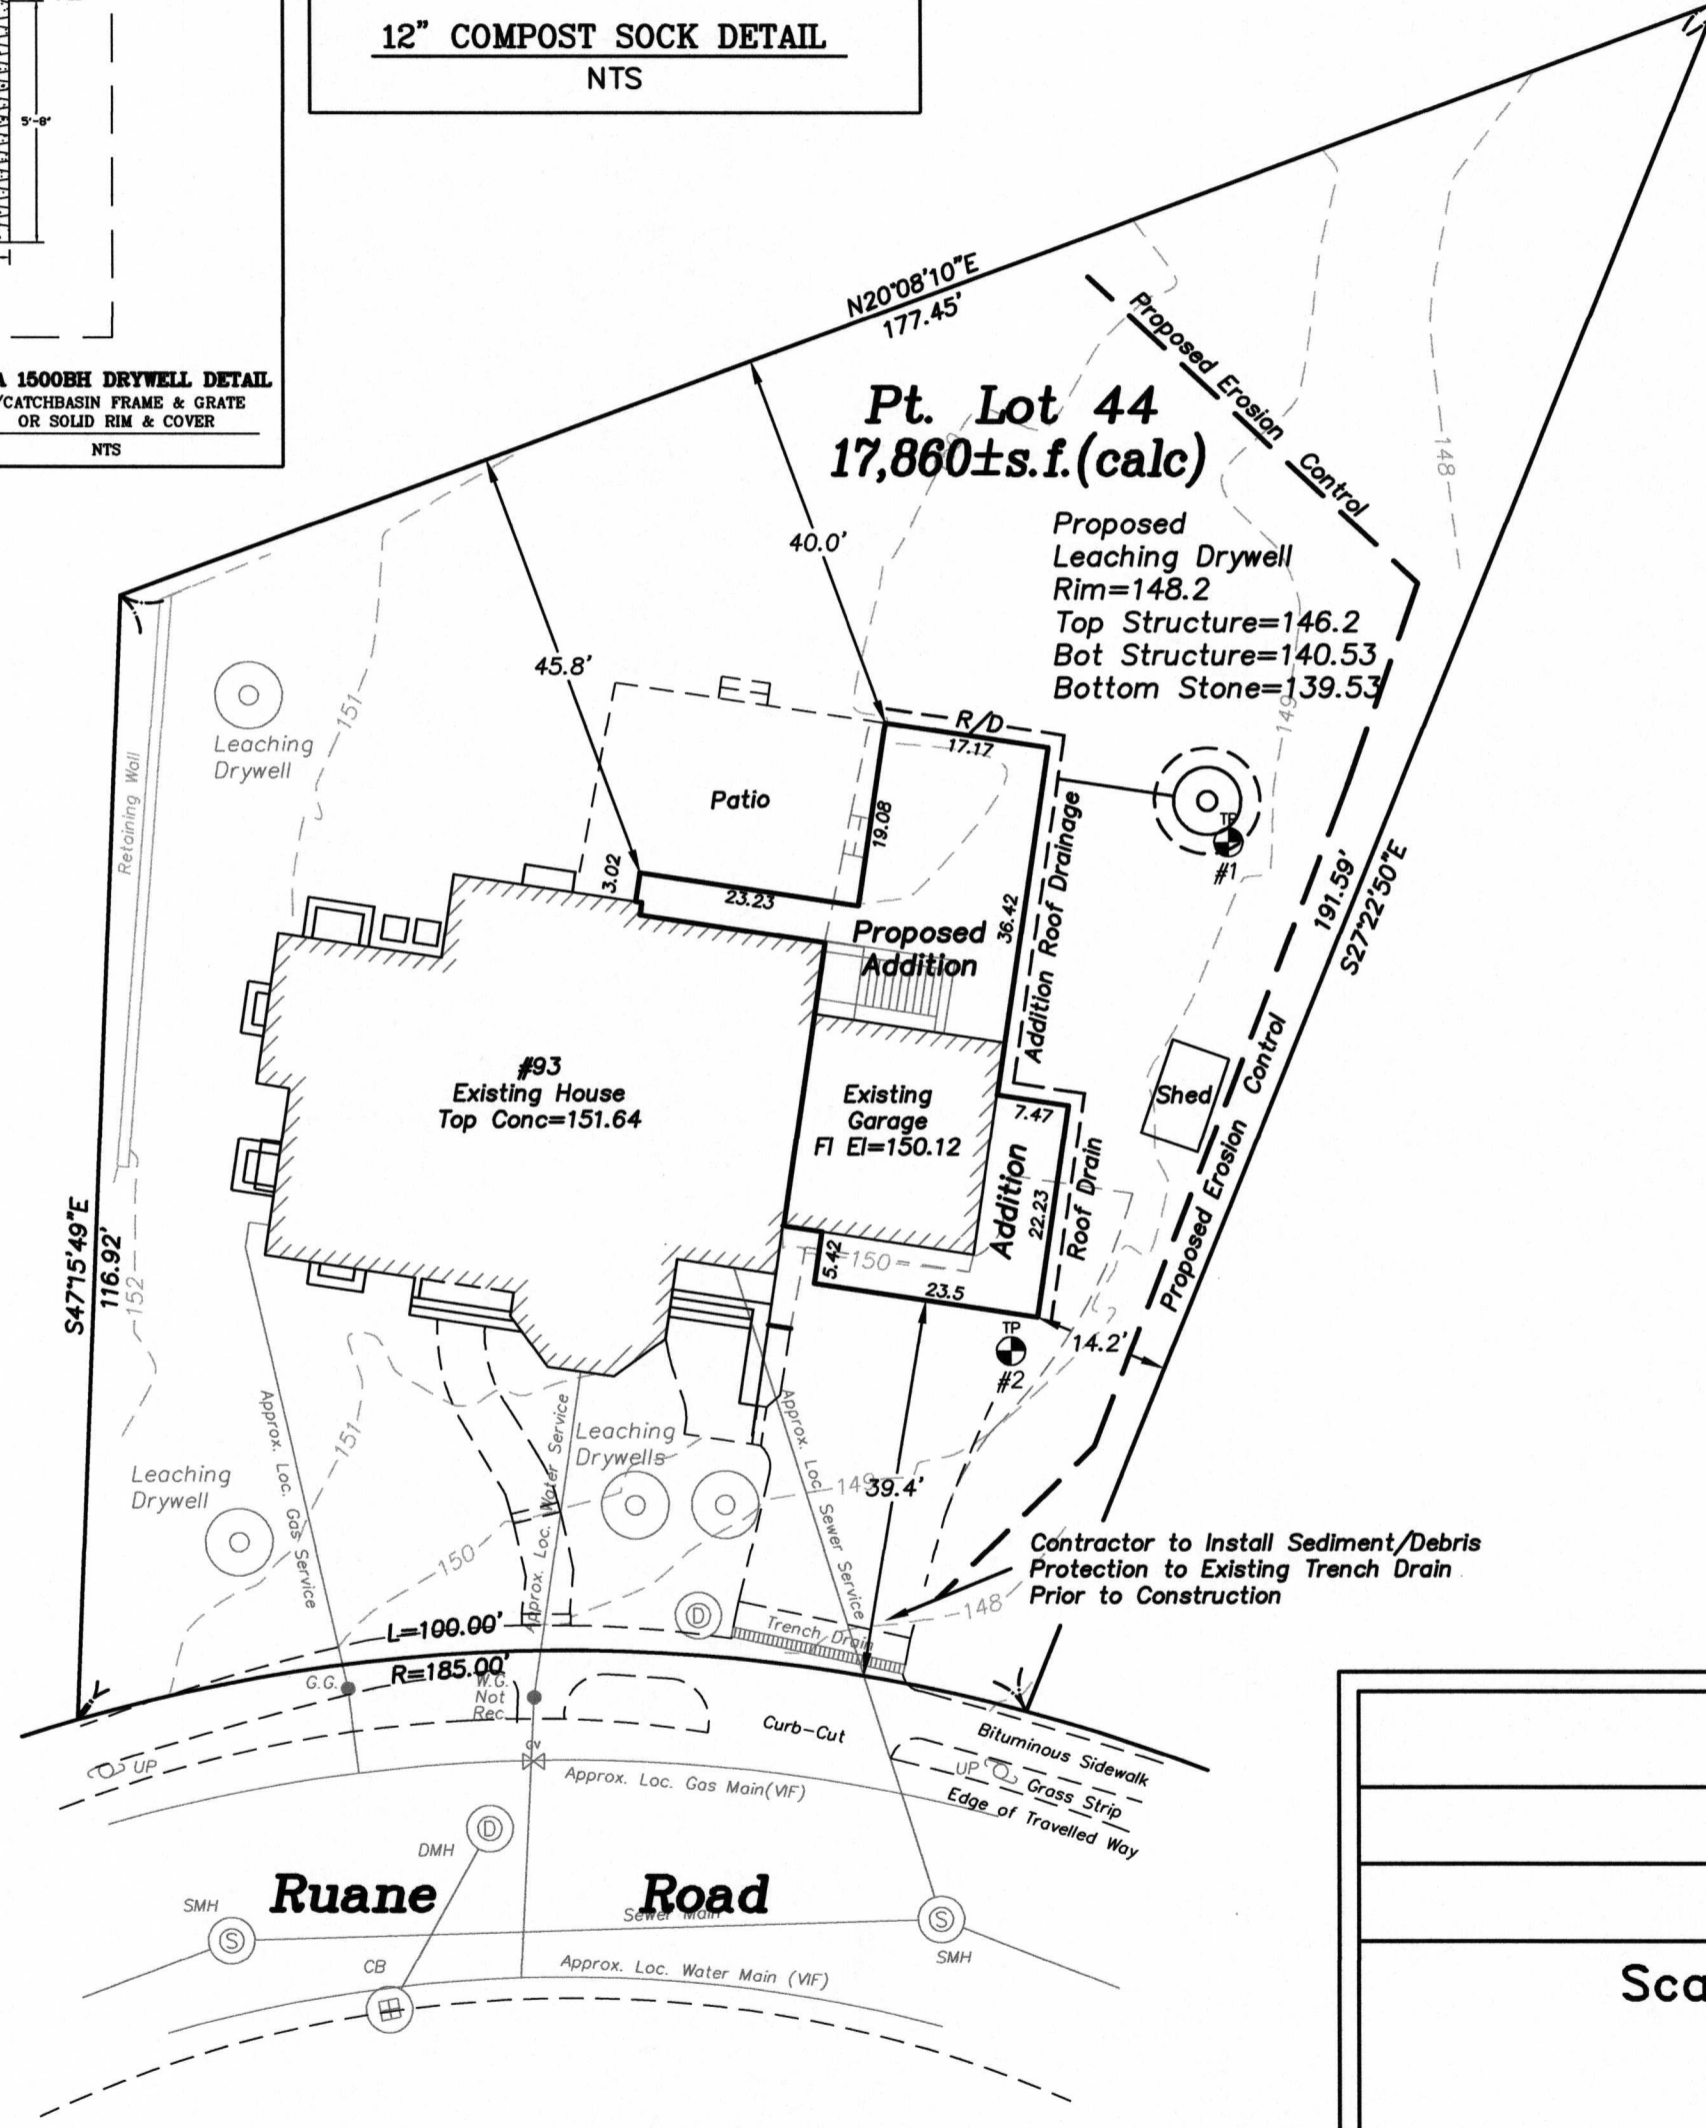 5'-8"
12" COMPOST SOCK DETAIL
NTS
1500BH DRYWELL DETAIL
/CATCHBASIN FRAME & GRATE
OR SOLID RIM & COVER
NTS
N20°08'10"E
177.45'
Pt. Lot 44
17,860±s.f.(calc)
Proposed Erosion Control
148
40.0'
45.8'
Proposed
Leaching Drywell
Rim=148.2
Top Structure=146.2
Bot Structure=140.53
Bottom Stone=139.53
149
151
Leaching
Drywell
Retaining Wall
Patio
R/D
17.17
19.08
3.02
23.23
36.42
Addition Roof Drainage
TP
#1
191.59'
S27°22'50"E
Proposed
Addition
#93
Existing House
Top Conc=151.64
Existing
Garage
Fl El=150.12
7.47
Addition
22.23
Roof Drain
Shed
Proposed Erosion Control
S47°15'49"E
116.92'
152
5.42
150
23.5
TP
#2
14.2'
39.4'
149
Approx. Loc. Gas Service
151
Approx. Loc. Water Service
Leaching
Drywells
Approx. Loc. Sewer Service
Leaching
Drywell
150
Contractor to Install Sediment/Debris
Protection to Existing Trench Drain
Prior to Construction
148
D
Trench Drain
L=100.00'
R=185.00'
G.G.
W.G.
Not
Rec.
Curb-Cut
Bituminous Sidewalk
UP
Grass Strip
Edge of Travelled Way
UP
GV
Approx. Loc. Gas Main(VIF)
D
DMH
Ruane Road
SMH
S
Sewer Main
S
SMH
CB
Approx. Loc. Water Main (VIF)
Sca